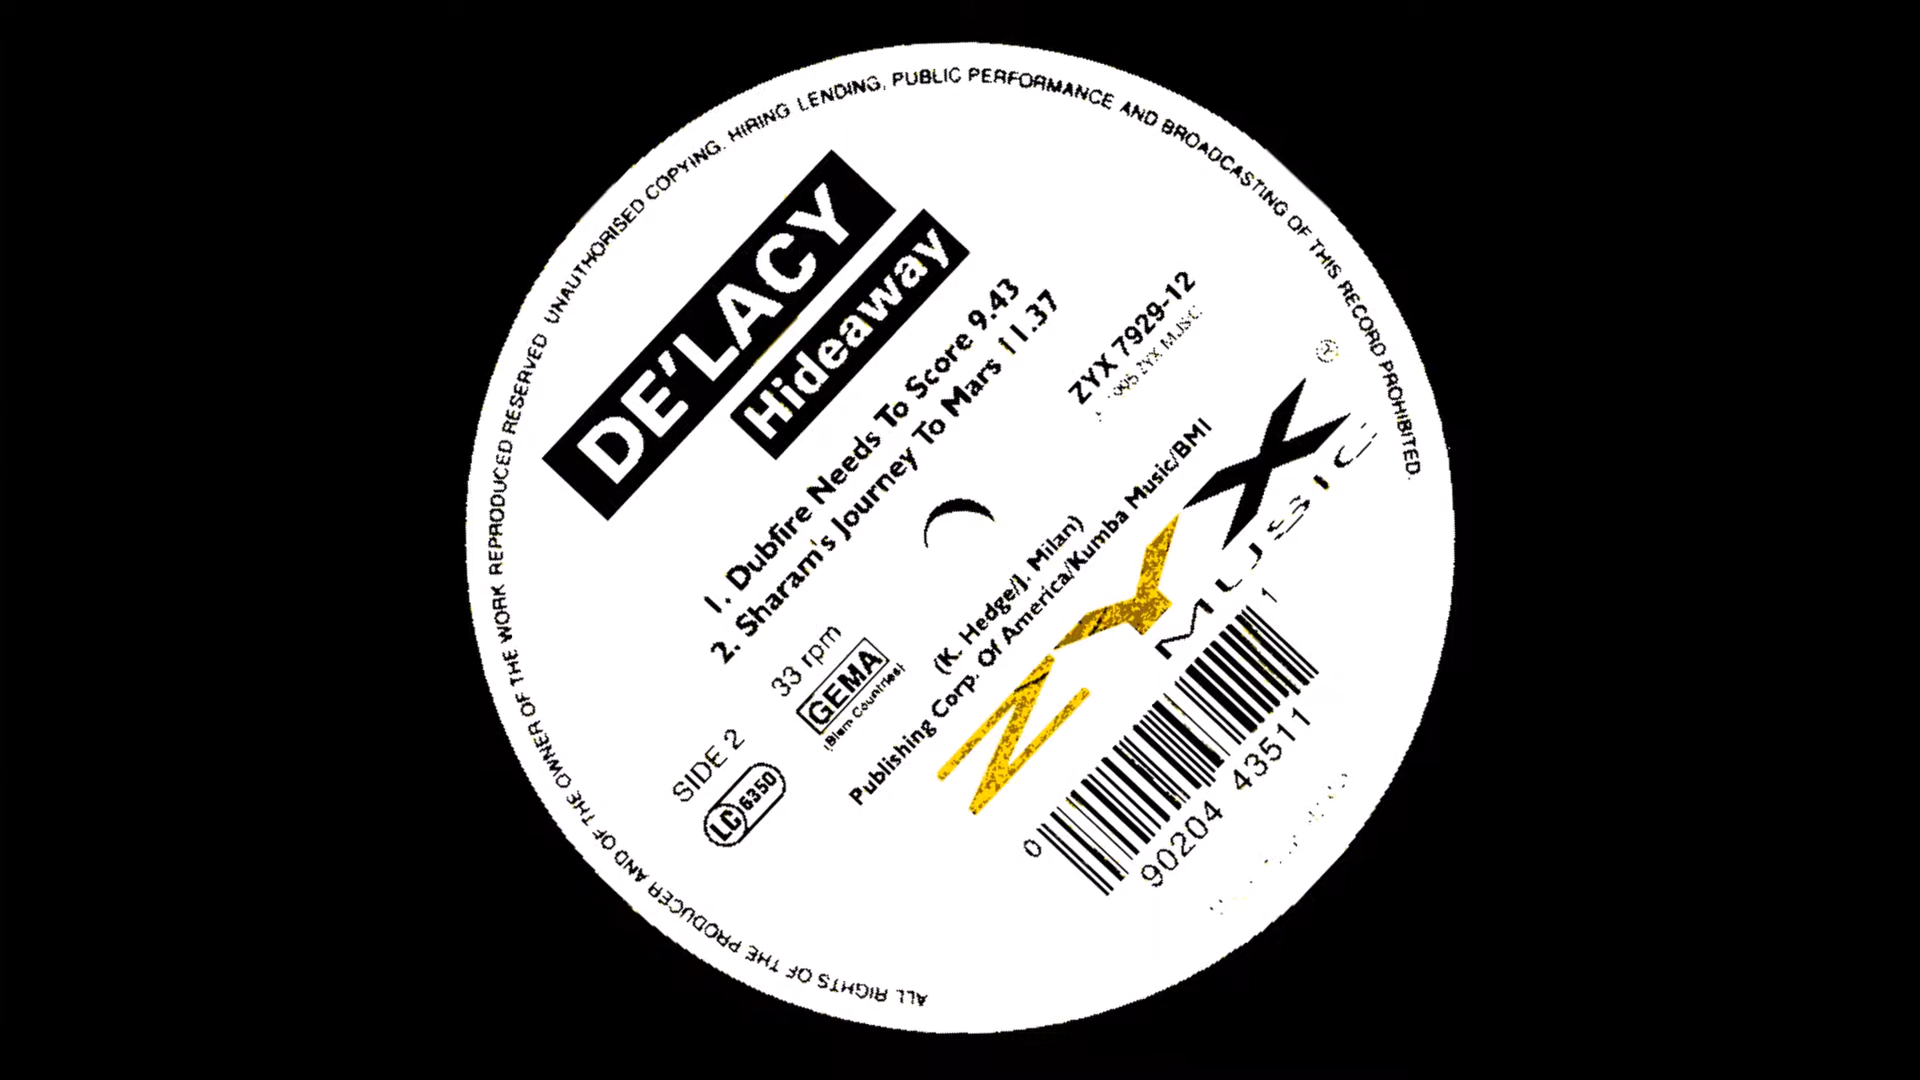 DE'LACY
Hideaway
1. Dubfire Needs To Score 9.43
2. Sharam's Journey To Mars 11.37
ZYX 7929-12
33 rpm
GEMA
(Biem Countries)
SIDE 2
LC 6350
(K. Hedge/J. Milan)
Publishing Corp. Of America/Kumba Music/BMI
ZYX
MUSIC
0 90204 43511 1
ALL RIGHTS OF THE PRODUCER AND OF THE OWNER OF THE WORK REPRODUCED RESERVED UNAUTHORISED COPYING. HIRING LENDING, PUBLIC PERFORMANCE AND BROADCASTING OF THIS RECORD PROHIBITED.